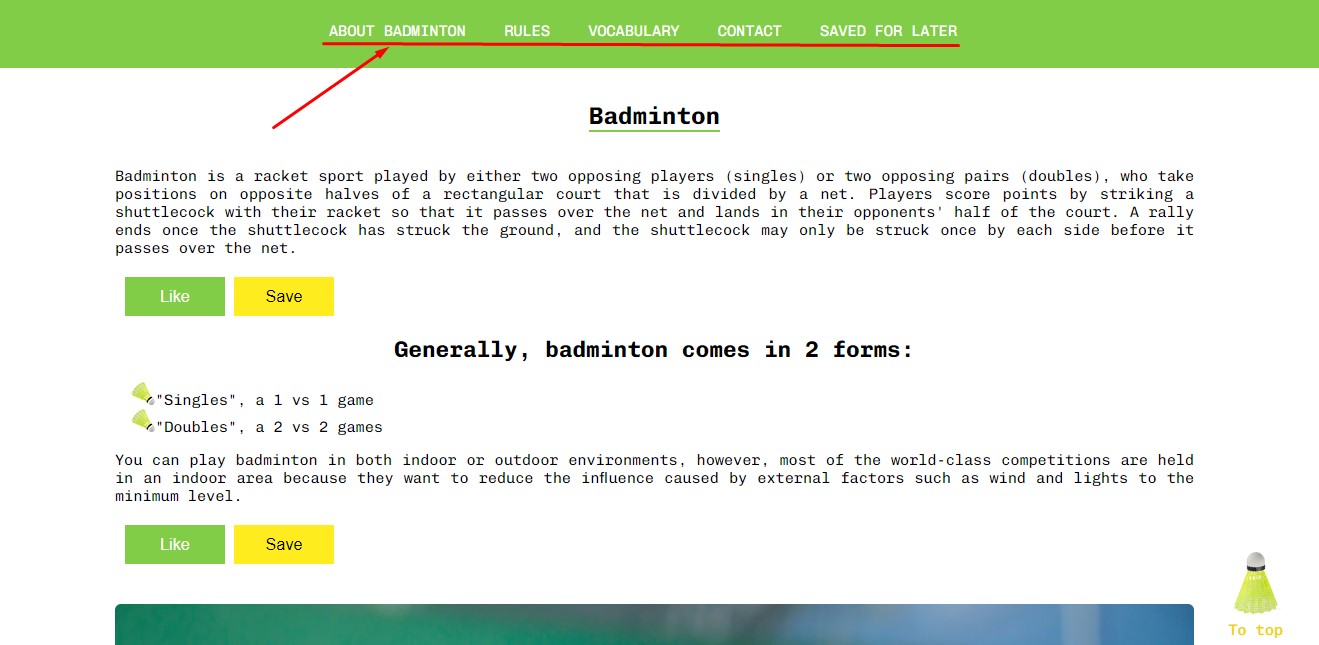 ABOUT BADMINTON RULES VOCABULARY CONTACT SAVED FOR LATER
Badminton
Badminton is a racket sport played by either two opposing players (singles) or two opposing pairs (doubles), who take
positions on opposite halves of a rectangular court that is divided by a net. Players score points by striking a
shuttlecock with their racket so that it passes over the net and lands in their opponents' half of the court. A rally
ends once the shuttlecock has struck the ground, and the shuttlecock may only be struck once by each side before it
passes over the net.
Like Save
Generally, badminton comes in 2 forms:
"Singles", a 1 vs 1 game
"Doubles", a 2 vs 2 games
You can play badminton in both indoor or outdoor environments, however, most of the world-class competitions are held
in an indoor area because they want to reduce the influence caused by external factors such as wind and lights to the
minimum level.
Like Save
To top